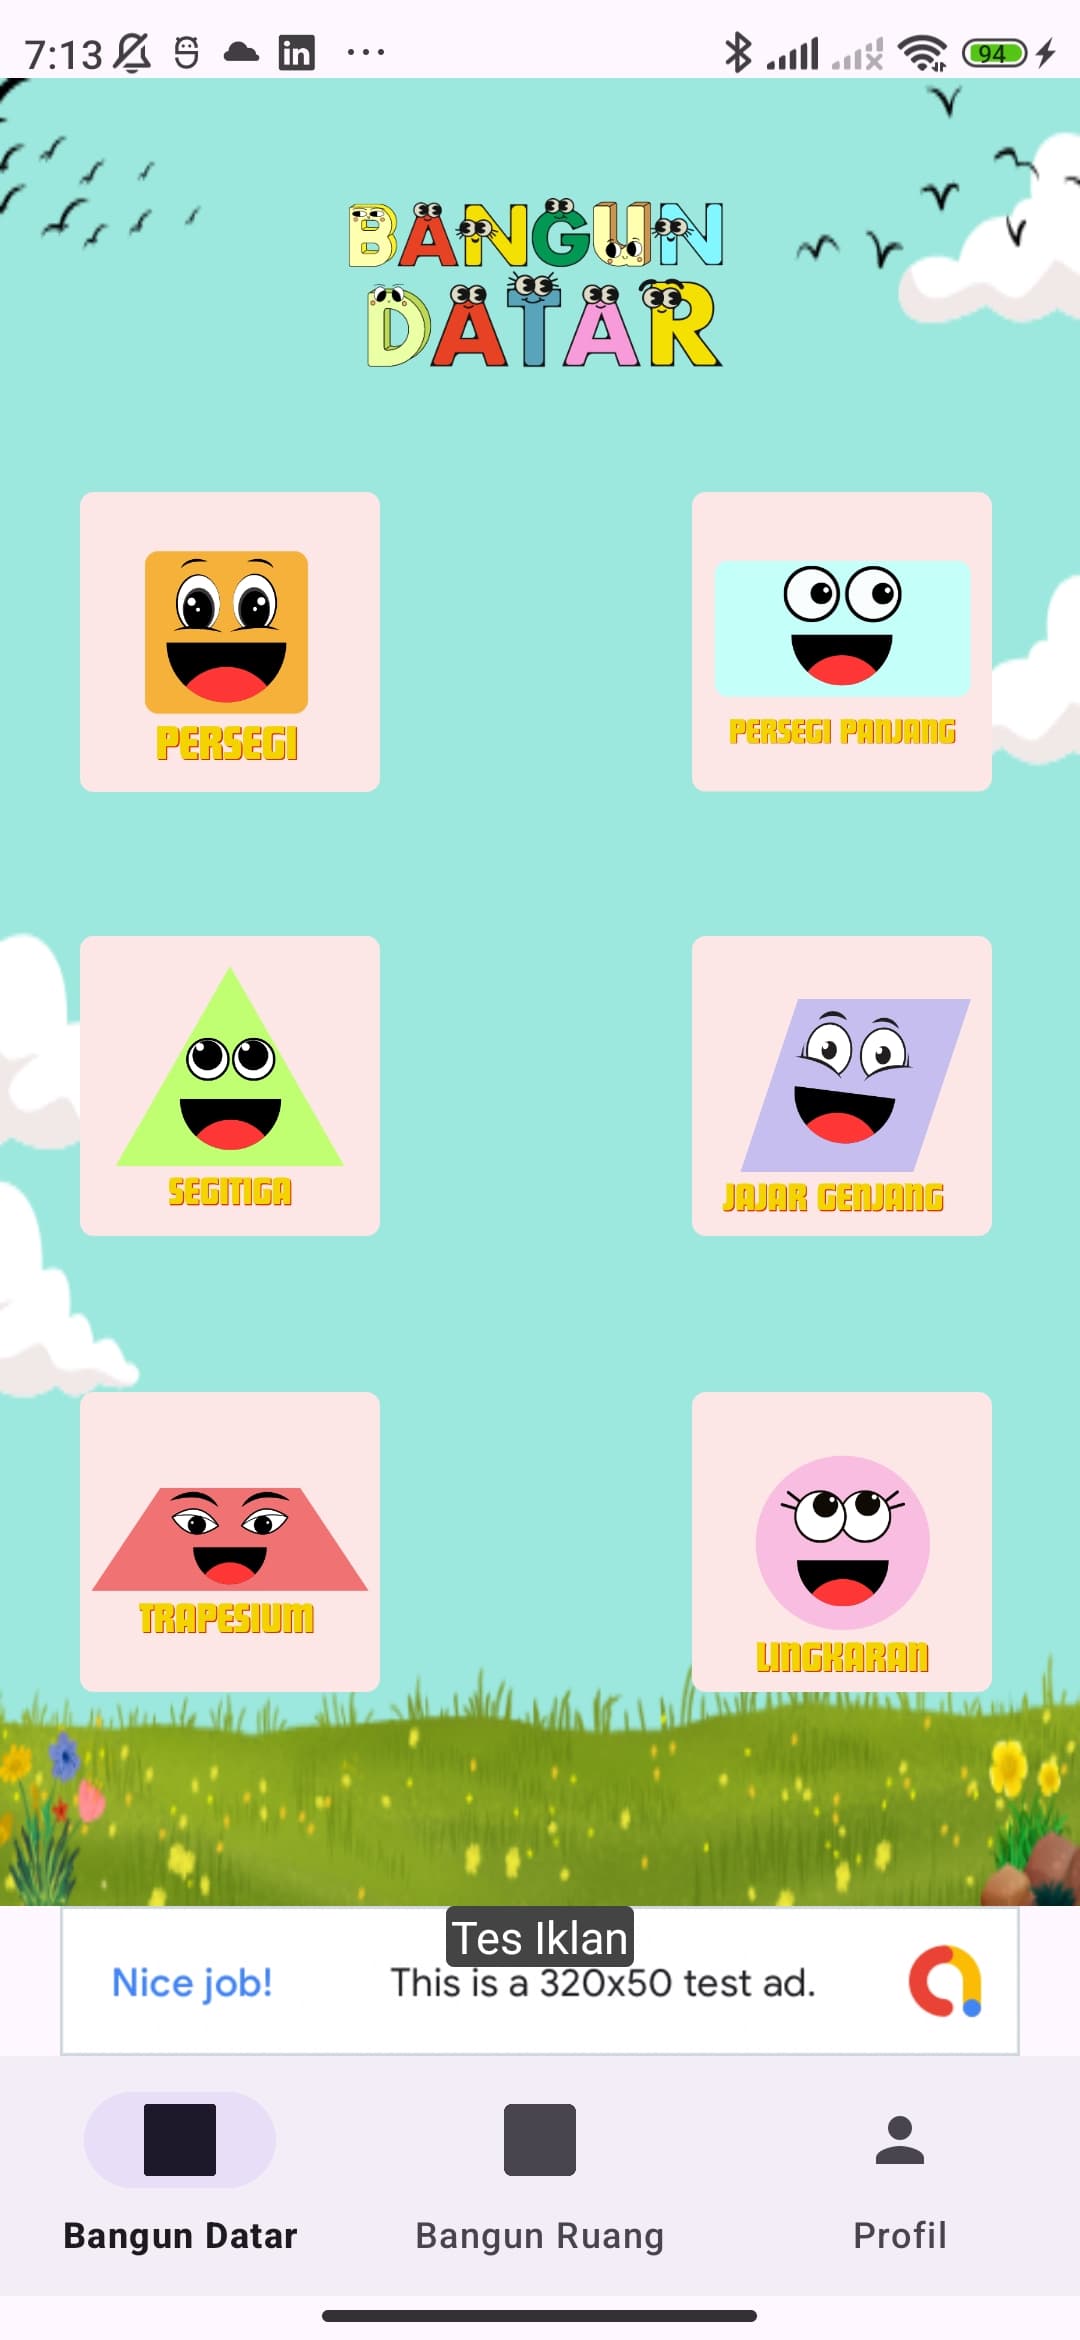 7:13
94
BANGUN
DATAR
PERSEGI
PERSEGI PANJANG
SEGITIGA
JAJAR GENJANG
TRAPESIUM
LINGKARAN
Tes Iklan
Nice job!
This is a 320x50 test ad.
Bangun Datar
Bangun Ruang
Profil